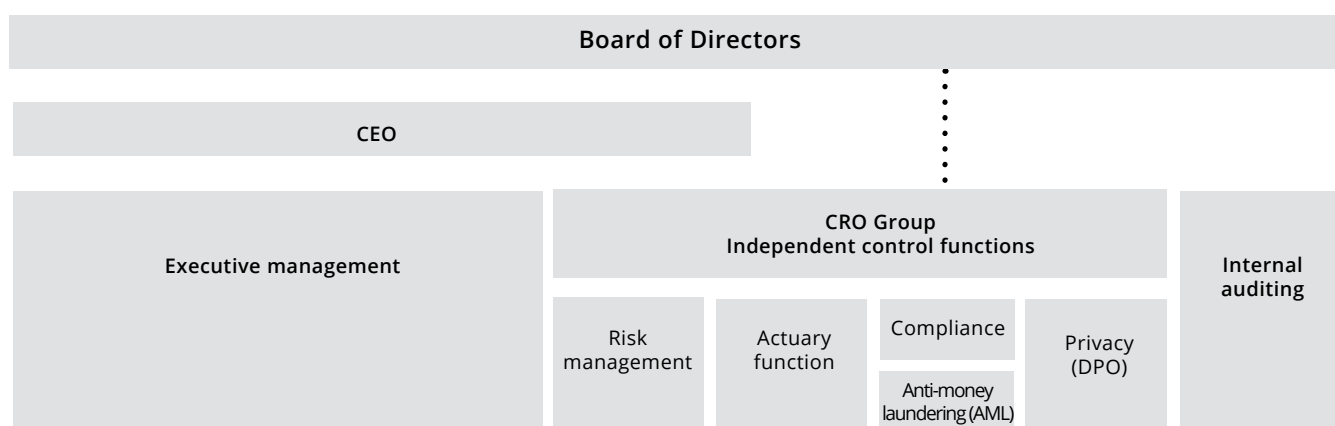 Board of Directors
CEO
Executive management
CRO Group
Independent control functions
Internal
auditing
Risk
management
Actuary
function
Compliance
Anti-money
laundering (AML)
Privacy
(DPO)